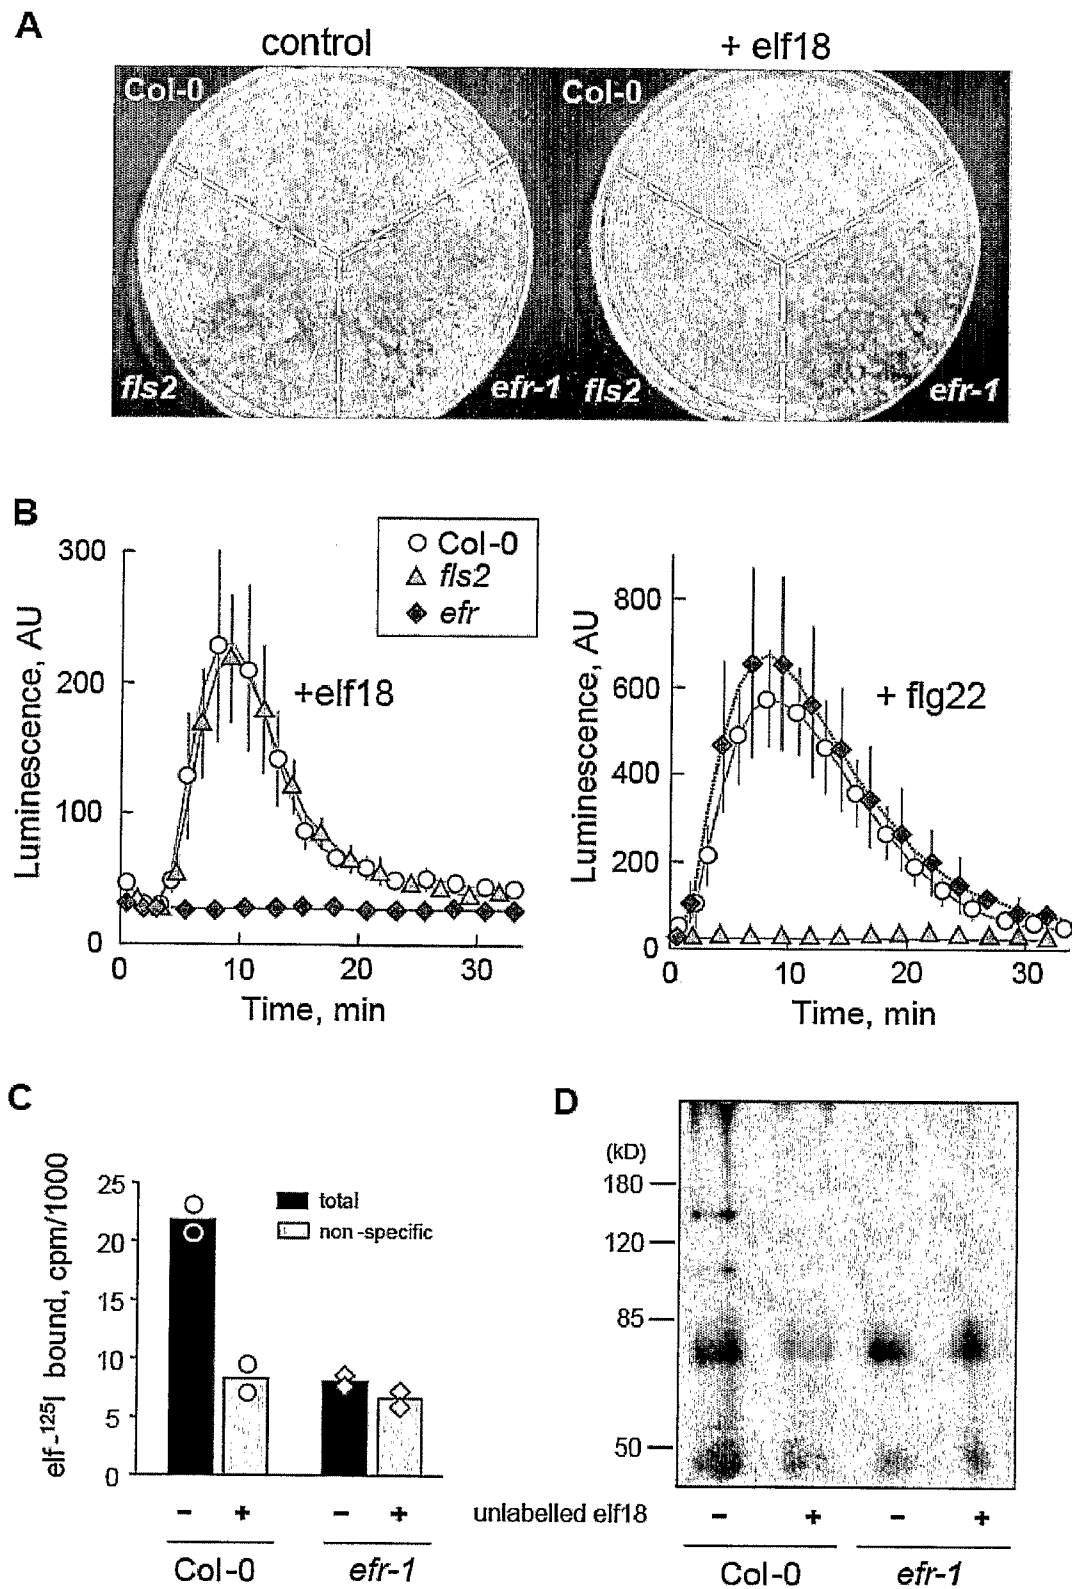 A
control
+ elf18
Col-0
Col-0
fls2
efr-1
fls2
efr-1
B
Col-0
fls2
efr
300
200
100
0
Luminescence, AU
+elf18
0 10 20 30
Time, min
800
600
400
200
0
Luminescence, AU
+ flg22
0 10 20 30
Time, min
C
25
20
15
10
5
0
elf-125I bound, cpm/1000
total
non-specific
- + - +
Col-0 efr-1
unlabelled elf18
D
(kD)
180
120
85
50
- + - +
Col-0 efr-1